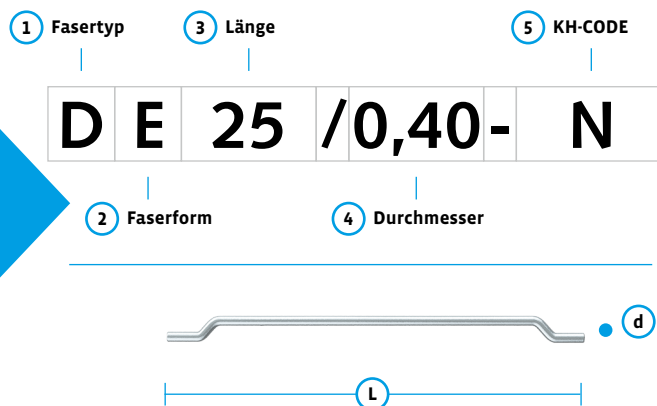 1 Fasertyp 3 Länge 5 KH-CODE
D E 25 /0,40- N
2 Faserform 4 Durchmesser
d
L